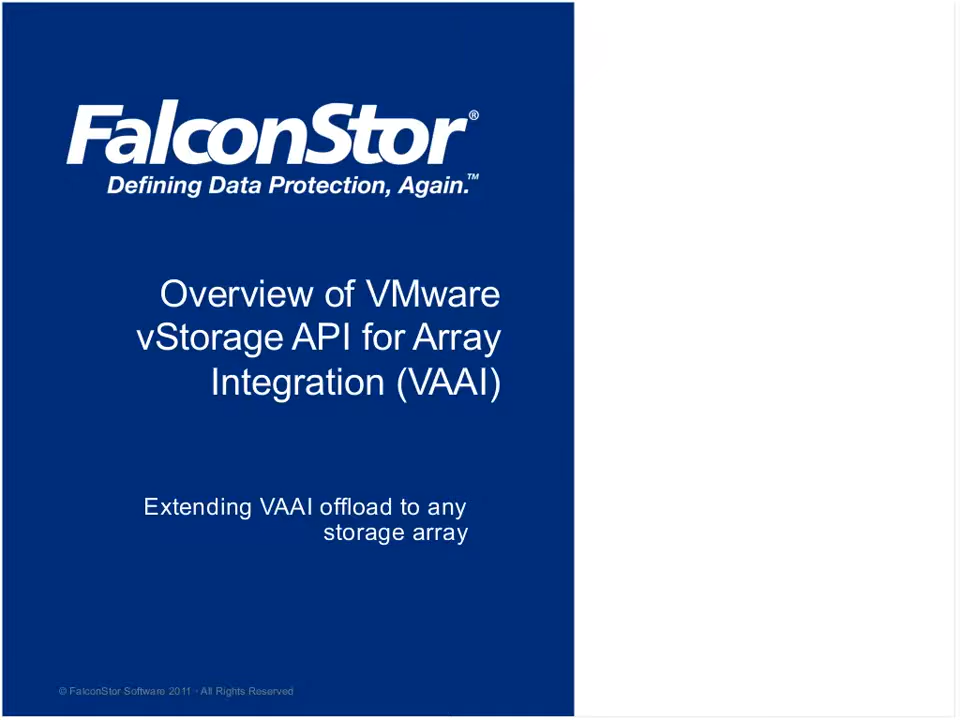 FalconStor®
Defining Data Protection, Again.™
Overview of VMware
vStorage API for Array
Integration (VAAI)
Extending VAAI offload to any
storage array
© FalconStor Software 2011 · All Rights Reserved